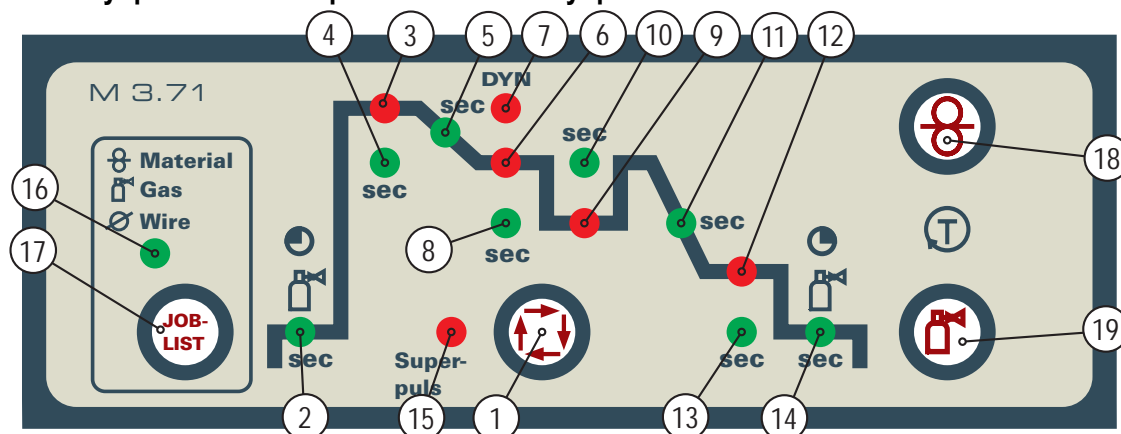 4
3
5
7
6
10
9
11
12
M 3.71
DYN
sec
sec
Material
Gas
Wire
sec
sec
sec
16
17
18
8
JOB-
LIST
T
19
sec
Super-
puls
sec
sec
2
15
1
13
14